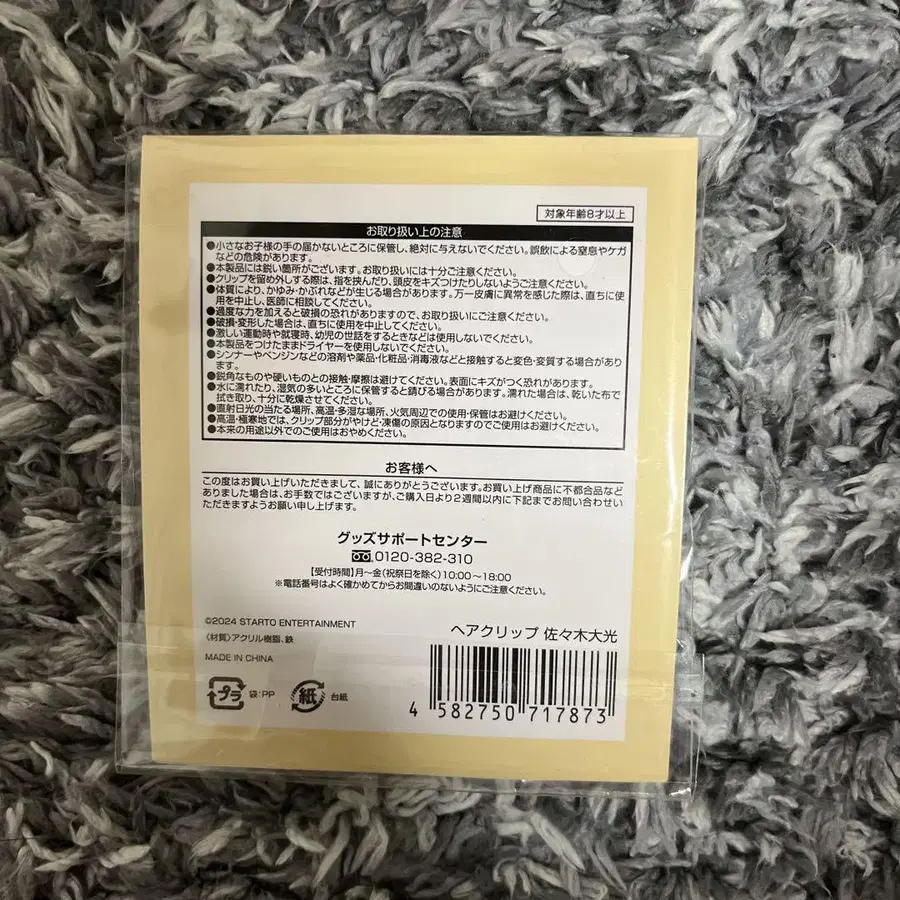 対象年齢8才以上
お取り扱い上の注意
●小さなお子様の手の届かないところに保管し、絶対に与えないでください。誤飲による窒息やケガ
などの危険があります。
●本製品には鋭い箇所がございます。お取り扱いには十分ご注意ください。
●クリップを留め外しする際は、指を挟んだり、頭皮をキズつけたりしないようご注意ください。
●体質により、かゆみ・かぶれなどが生じる場合があります。万一皮膚に異常を感じた際は、直ちに使
用を中止し、医師に相談してください。
●過度な力を加えると破損の恐れがありますので、お取り扱いにご注意ください。
●破損・変形した場合は、直ちに使用を中止してください。
●激しい運動時や就寝時、幼児の世話をするときなどは使用しないでください。
●本製品をつけたままドライヤーを使用しないでください。
●シンナーやベンジンなどの溶剤や薬品・化粧品・消毒液などと接触すると変色・変質する場合があり
ます。
●鋭角なものや硬いものとの接触・摩擦は避けてください。表面にキズがつく恐れがあります。
●水に濡れたり、湿気の多いところに保管すると錆びる場合があります。濡れた場合は、乾いた布で
拭き取り、十分に乾燥させてください。
●直射日光の当たる場所、高温・多湿な場所、火気周辺での使用・保管はお避けください。
●高温・極寒地では、クリップ部分がやけど・凍傷の原因となりますのでご使用はお避けください。
●本来の用途以外でのご使用はおやめください。
お客様へ
この度はお買い上げいただきまして、誠にありがとうございます。お買い上げ商品に不都合品などが
ありました場合は、お手数ではございますが、ご購入日より2週間以内に下記までお問い合わせい
ただきますようお願い申し上げます。
グッズサポートセンター
0120-382-310
【受付時間】月〜金(祝祭日を除く)10:00〜18:00
※電話番号はよく確かめてからお間違いのないようにご注意ください。
©2024 STARTO ENTERTAINMENT
《材質》アクリル樹脂、鉄
MADE IN CHINA
ヘアクリップ 佐々木大光
プラ 袋:PP 紙 台紙
4 582750 717873